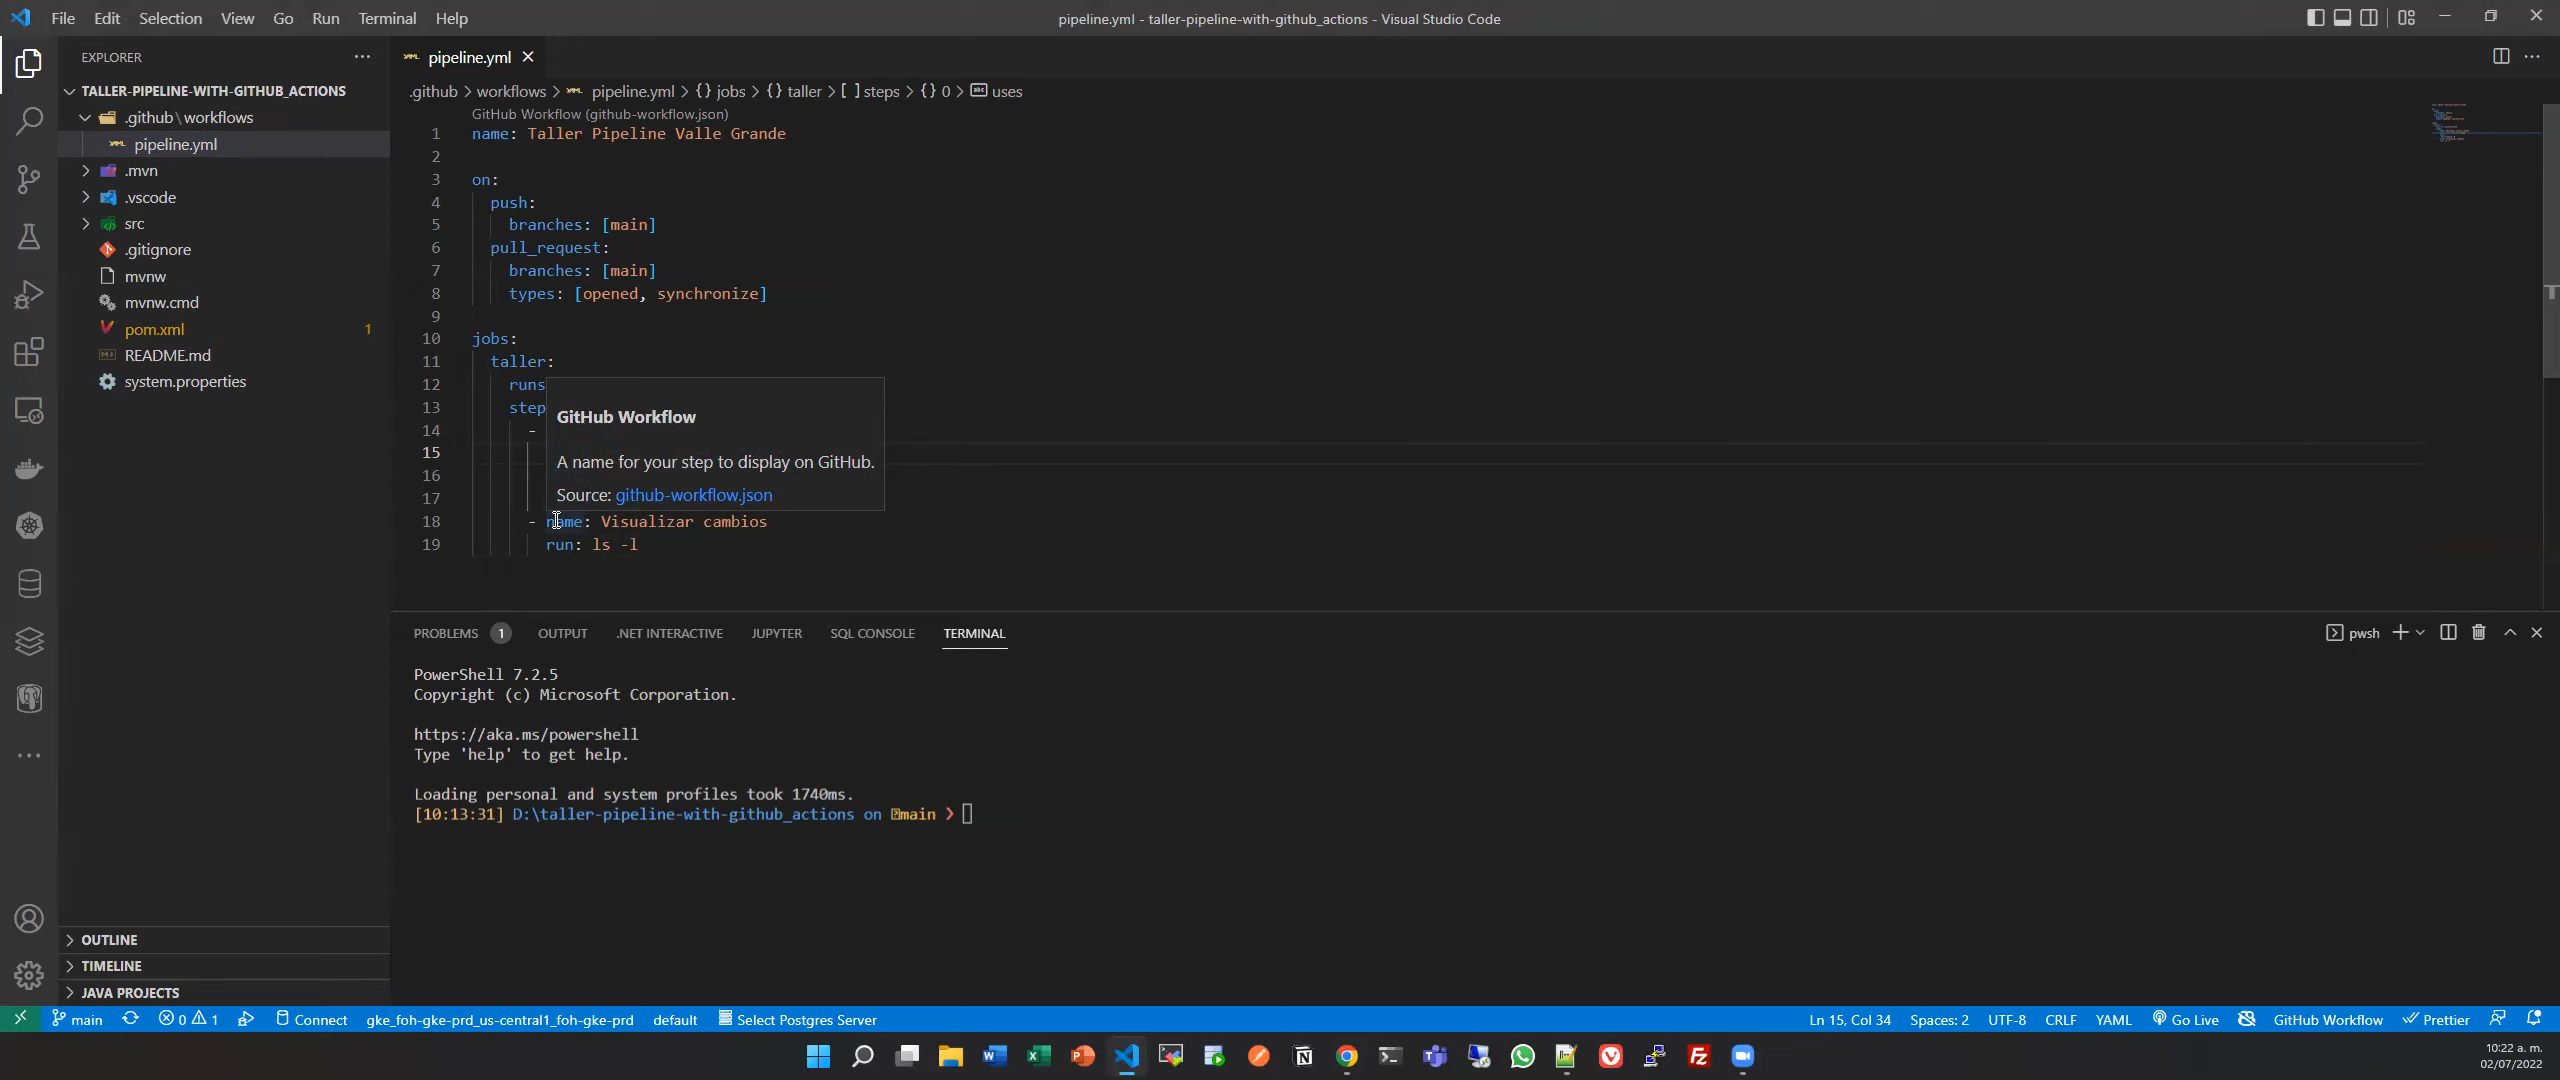 File Edit Selection View Go Run Terminal Help
pipeline.yml - taller-pipeline-with-github_actions - Visual Studio Code
EXPLORER
TALLER-PIPELINE-WITH-GITHUB_ACTIONS
.github\workflows
pipeline.yml
.mvn
.vscode
src
.gitignore
mvnw
mvnw.cmd
pom.xml 1
README.md
system.properties
OUTLINE
TIMELINE
JAVA PROJECTS
pipeline.yml
.github > workflows > pipeline.yml > {} jobs > {} taller > [ ] steps > {} 0 > uses
GitHub Workflow (github-workflow.json)
1 name: Taller Pipeline Valle Grande
2
3 on:
4 push:
5 branches: [main]
6 pull_request:
7 branches: [main]
8 types: [opened, synchronize]
9
10 jobs:
11 taller:
12 runs
13 step
14 -
15
16
17
18 - name: Visualizar cambios
19 run: ls -l
GitHub Workflow
A name for your step to display on GitHub.
Source: github-workflow.json
PROBLEMS 1 OUTPUT .NET INTERACTIVE JUPYTER SQL CONSOLE TERMINAL
pwsh
PowerShell 7.2.5
Copyright (c) Microsoft Corporation.
https://aka.ms/powershell
Type 'help' to get help.
Loading personal and system profiles took 1740ms.
[10:13:31] D:\taller-pipeline-with-github_actions on main ❯
main 0 1 Connect gke_foh-gke-prd_us-central1_foh-gke-prd default Select Postgres Server
Ln 15, Col 34 Spaces: 2 UTF-8 CRLF YAML Go Live GitHub Workflow Prettier
10:22 a. m.
02/07/2022